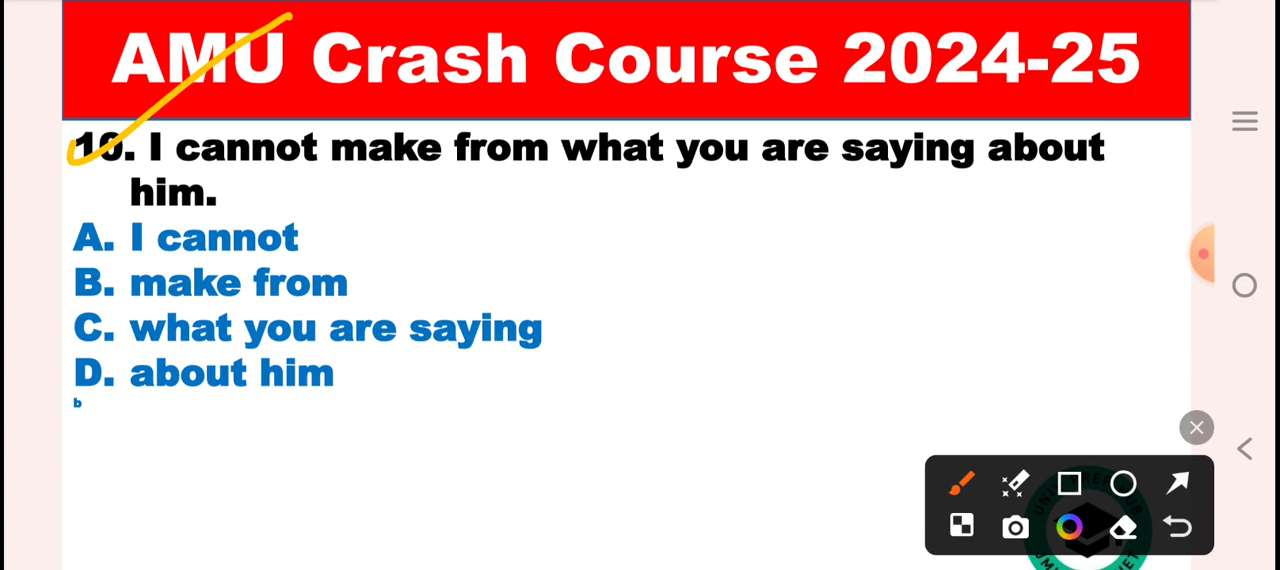 AMU Crash Course 2024-25
10. I cannot make from what you are saying about
him.
A. I cannot
B. make from
C. what you are saying
D. about him
b